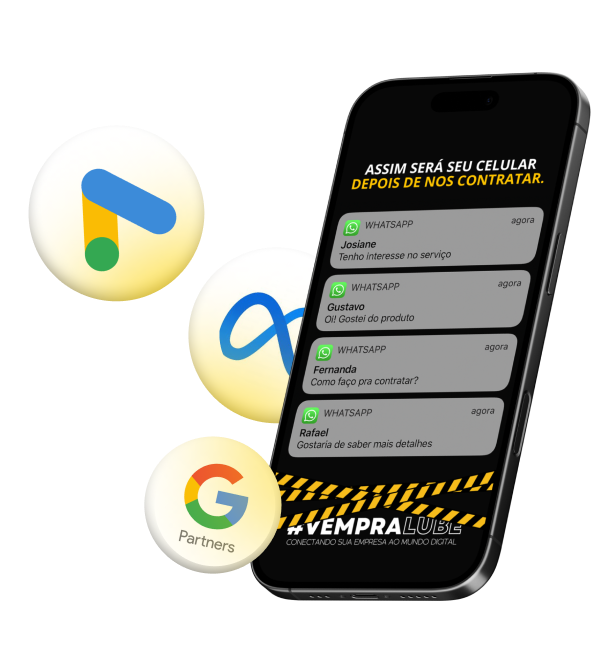 ASSIM SERÁ SEU CELULAR
DEPOIS DE NOS CONTRATAR.
WHATSAPP agora
Josiane
Tenho interesse no serviço
WHATSAPP agora
Gustavo
Oi! Gostei do produto
WHATSAPP agora
Fernanda
Como faço pra contratar?
WHATSAPP agora
Rafael
Gostaria de saber mais detalhes
#VEMPRALUBE
CONECTANDO SUA EMPRESA AO MUNDO DIGITAL
G
Partners